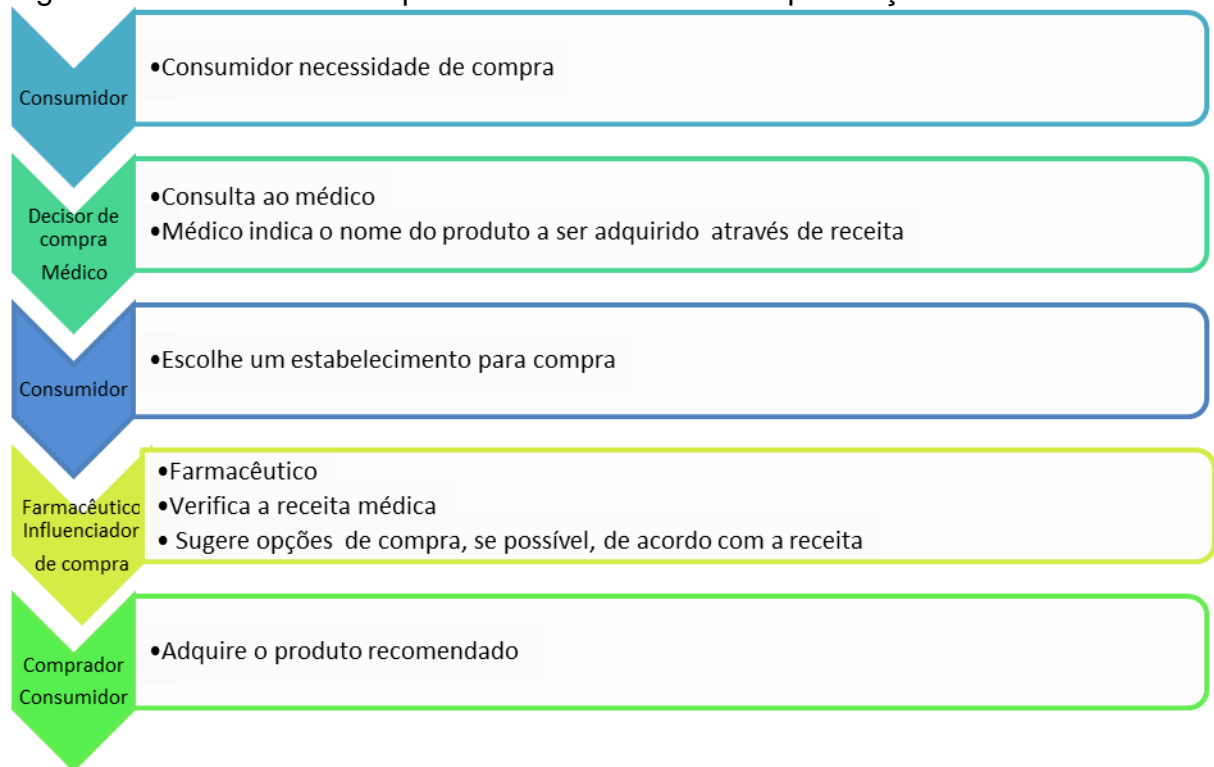 Consumidor
•Consumidor necessidade de compra
Decisor de
compra
Médico
•Consulta ao médico
•Médico indica o nome do produto a ser adquirido através de receita
Consumidor
•Escolhe um estabelecimento para compra
Farmacêutico
Influenciador
de compra
•Farmacêutico
•Verifica a receita médica
• Sugere opções de compra, se possível, de acordo com a receita
Comprador
Consumidor
•Adquire o produto recomendado